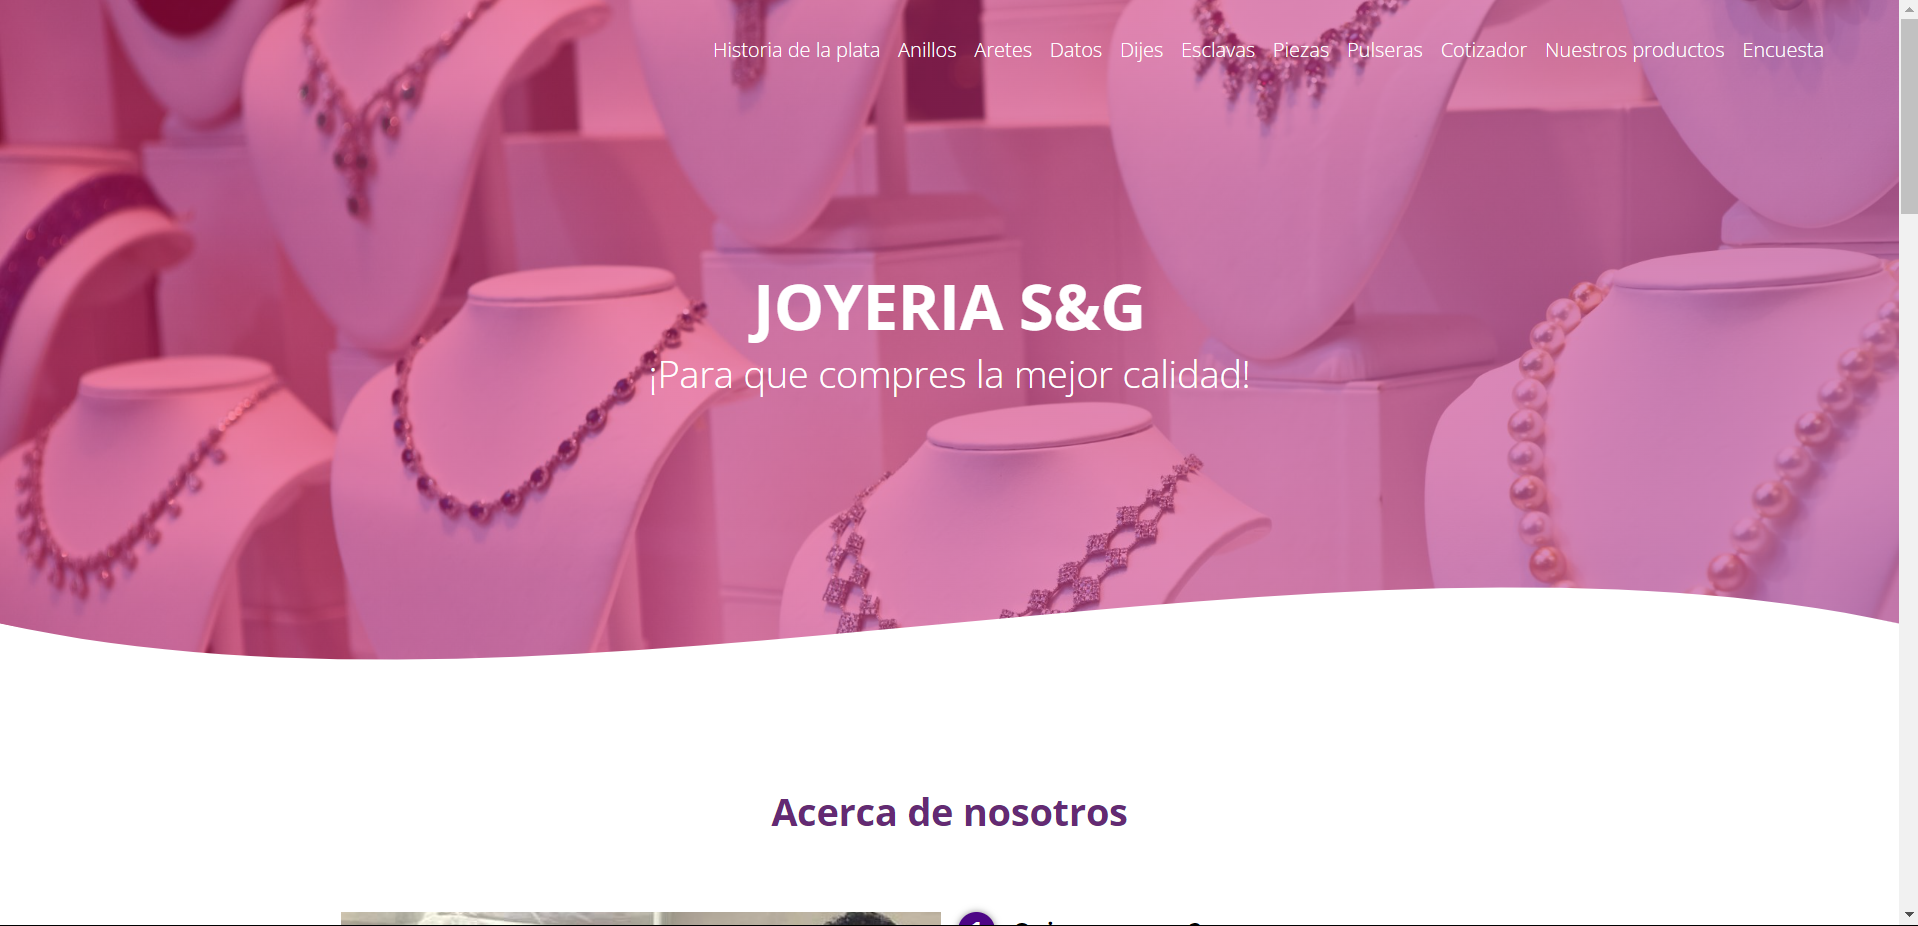 Historia de la plata Anillos Aretes Datos Dijes Esclavas Piezas Pulseras Cotizador Nuestros productos Encuesta
JOYERIA S&G
¡Para que compres la mejor calidad!
Acerca de nosotros